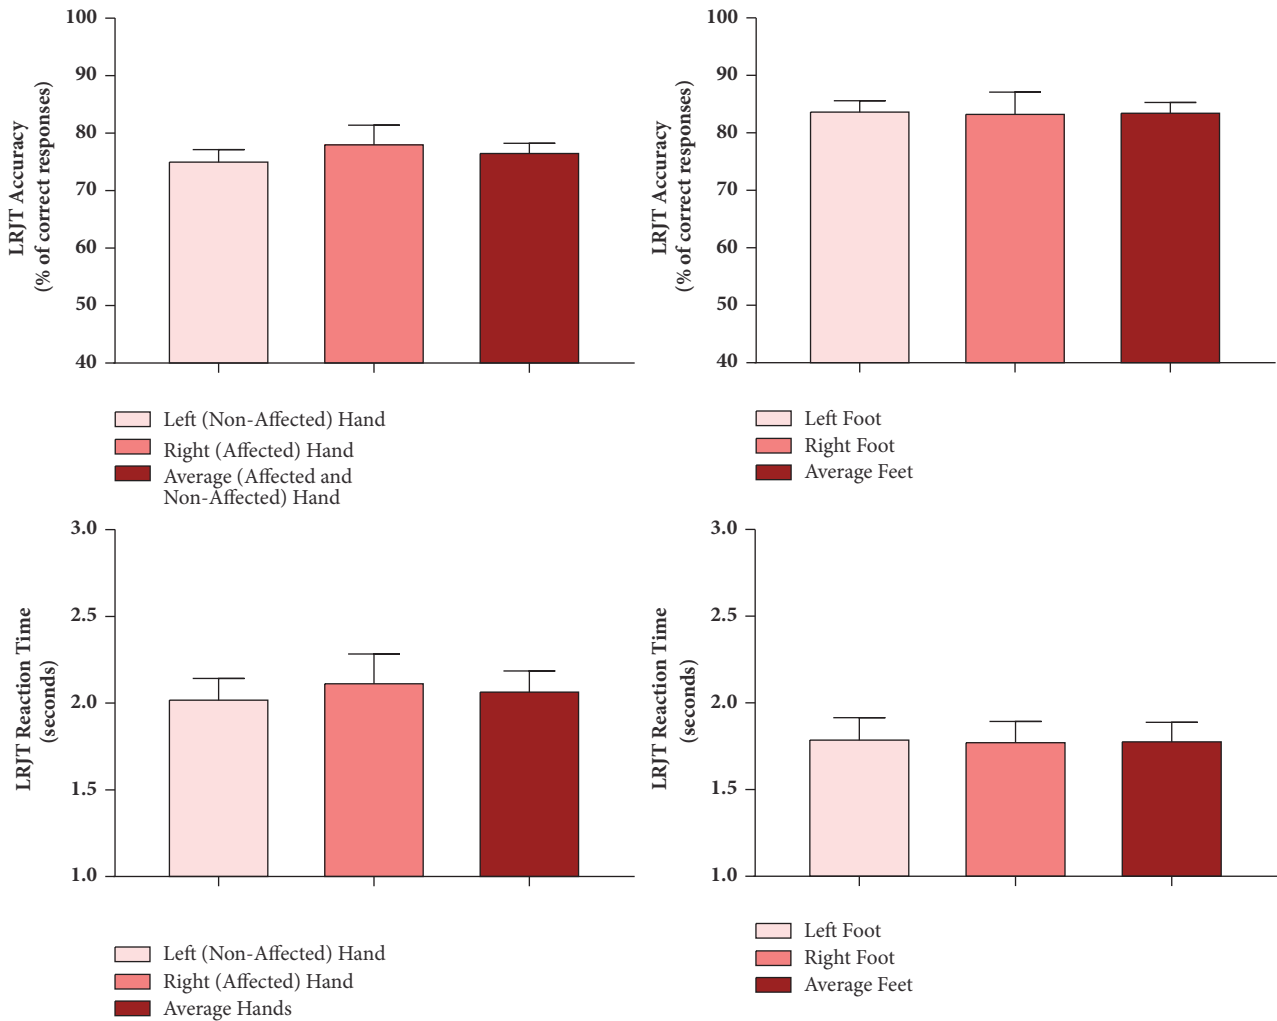 LRJT Accuracy
(% of correct responses)
100
90
80
70
60
50
40
Left (Non-Affected) Hand
Right (Affected) Hand
Average (Affected and
Non-Affected) Hand
LRJT Accuracy
(% of correct responses)
100
90
80
70
60
50
40
Left Foot
Right Foot
Average Feet
LRJT Reaction Time
(seconds)
3.0
2.5
2.0
1.5
1.0
Left (Non-Affected) Hand
Right (Affected) Hand
Average Hands
LRJT Reaction Time
(seconds)
3.0
2.5
2.0
1.5
1.0
Left Foot
Right Foot
Average Feet